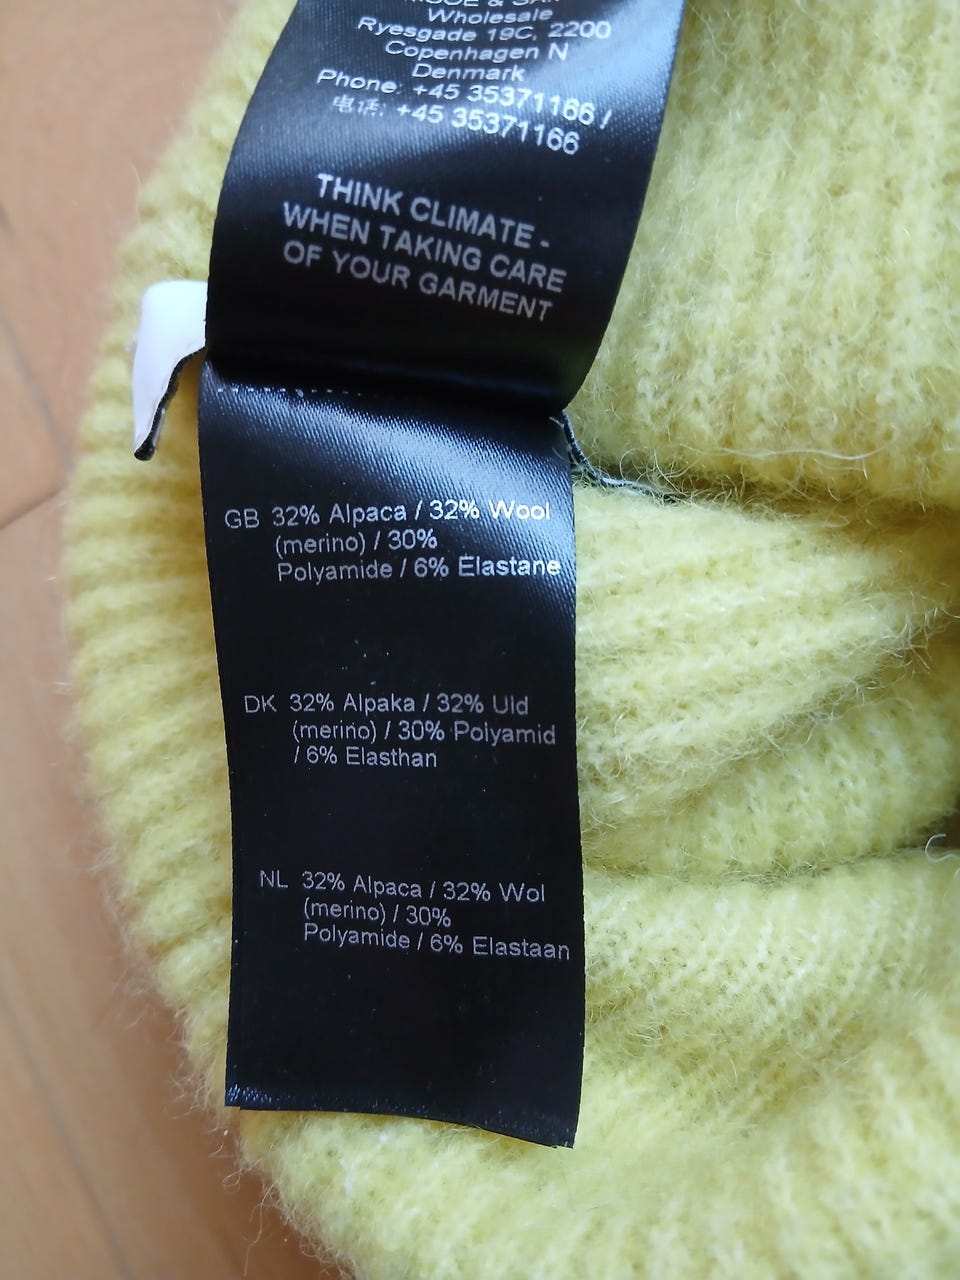 Wholesale
Ryesgade 19C, 2200
Copenhagen N
Denmark
Phone: +45 35371166 /
电话: +45 35371166
THINK CLIMATE -
WHEN TAKING CARE
OF YOUR GARMENT
GB 32% Alpaca / 32% Wool
(merino) / 30%
Polyamide / 6% Elastane
DK 32% Alpaka / 32% Uld
(merino) / 30% Polyamid
/ 6% Elasthan
NL 32% Alpaca / 32% Wol
(merino) / 30%
Polyamide / 6% Elastaan